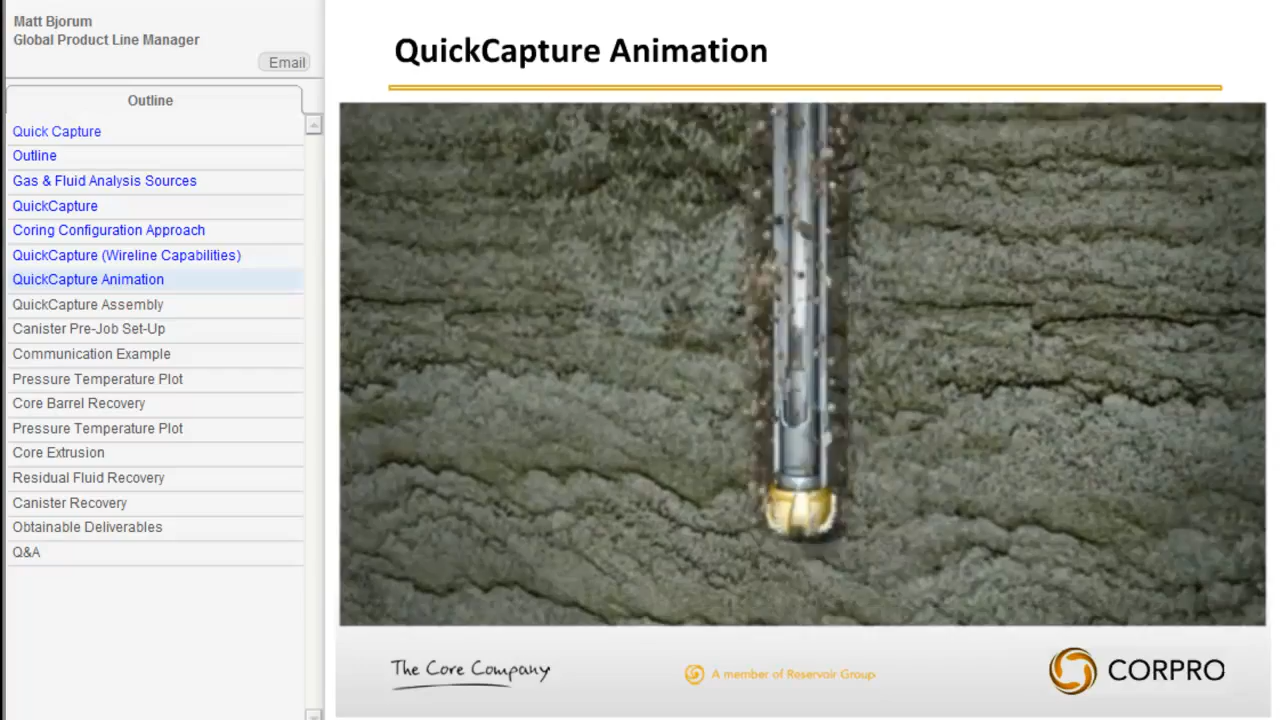 Matt Bjorum
Global Product Line Manager
Email
Outline
Quick Capture
Outline
Gas & Fluid Analysis Sources
QuickCapture
Coring Configuration Approach
QuickCapture (Wireline Capabilities)
QuickCapture Animation
QuickCapture Assembly
Canister Pre-Job Set-Up
Communication Example
Pressure Temperature Plot
Core Barrel Recovery
Pressure Temperature Plot
Core Extrusion
Residual Fluid Recovery
Canister Recovery
Obtainable Deliverables
Q&A
QuickCapture Animation
The Core Company
A member of Reservoir Group
CORPRO